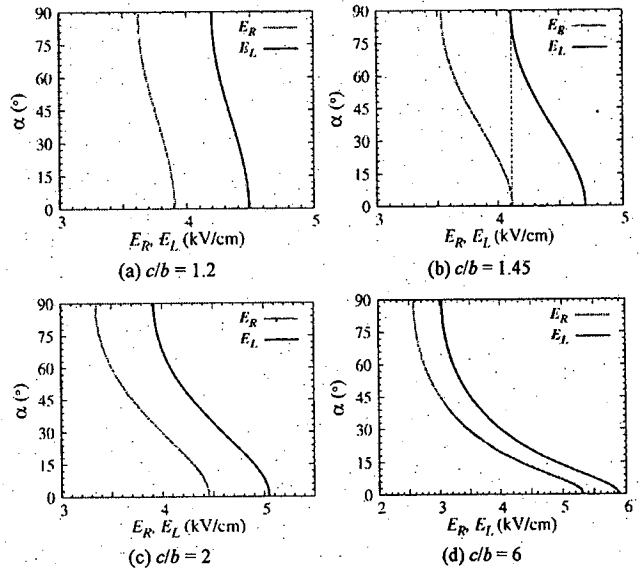 90
75
60
45
30
15
0
α (°)
E_R
E_L
3 4 5
E_R, E_L (kV/cm)
(a) c/b = 1.2
90
75
60
45
30
15
0
α (°)
E_R
E_L
3 4 5
E_R, E_L (kV/cm)
(b) c/b = 1.45
90
75
60
45
30
15
0
α (°)
E_R
E_L
3 4 5
E_R, E_L (kV/cm)
(c) c/b = 2
90
75
60
45
30
15
0
α (°)
E_R
E_L
2 3 4 5 6
E_R, E_L (kV/cm)
(d) c/b = 6